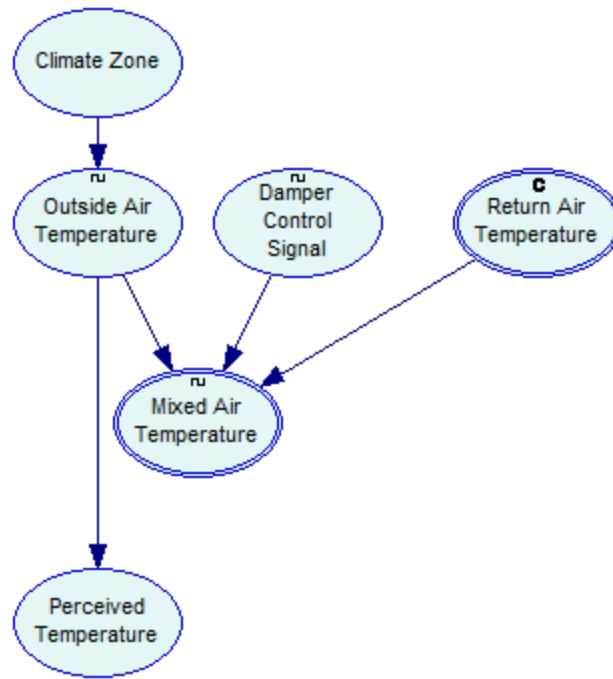 Climate Zone
Outside Air
Temperature
Damper
Control
Signal
C
Return Air
Temperature
Mixed Air
Temperature
Perceived
Temperature